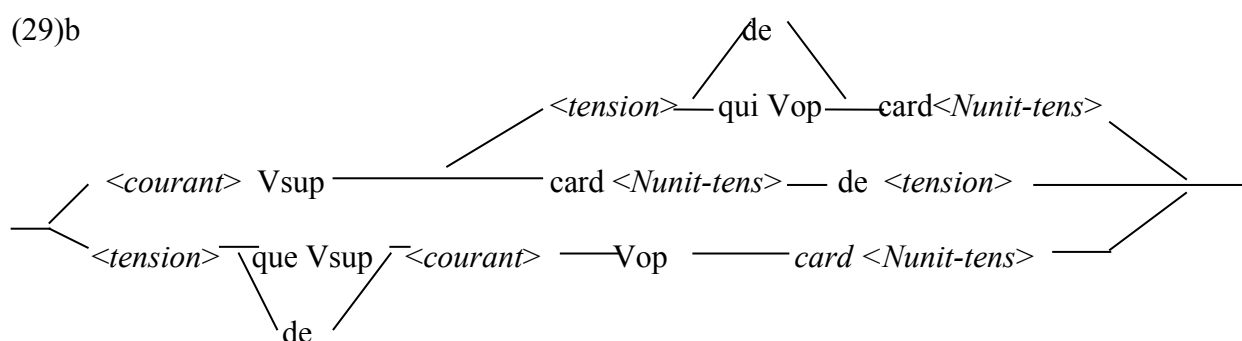 (29)b
de
<tension> qui Vop card<Nunit-tens>
<courant> Vsup card <Nunit-tens> de <tension>
<tension> que Vsup <courant> Vop card <Nunit-tens>
de